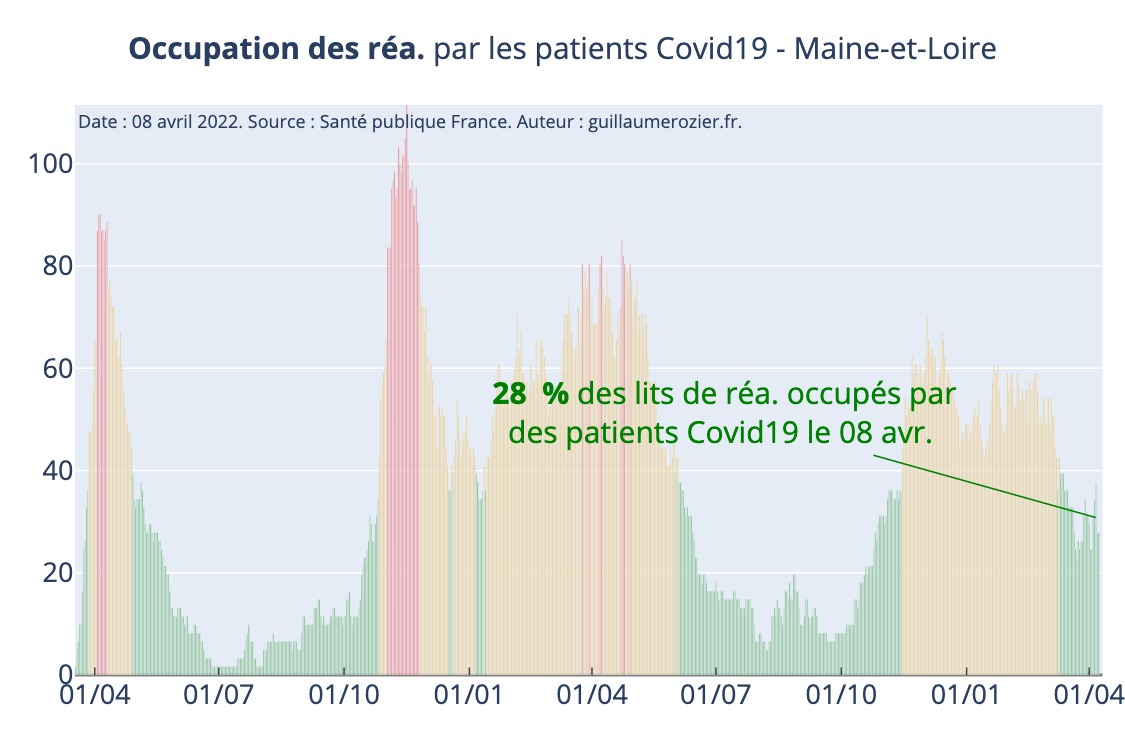 Occupation des réa. par les patients Covid19 - Maine-et-Loire
Date : 08 avril 2022. Source : Santé publique France. Auteur : guillaumerozier.fr.
100
80
60
28 % des lits de réa. occupés par
des patients Covid19 le 08 avr.
40
20
0
01/04 01/07 01/10 01/01 01/04 01/07 01/10 01/01 01/04